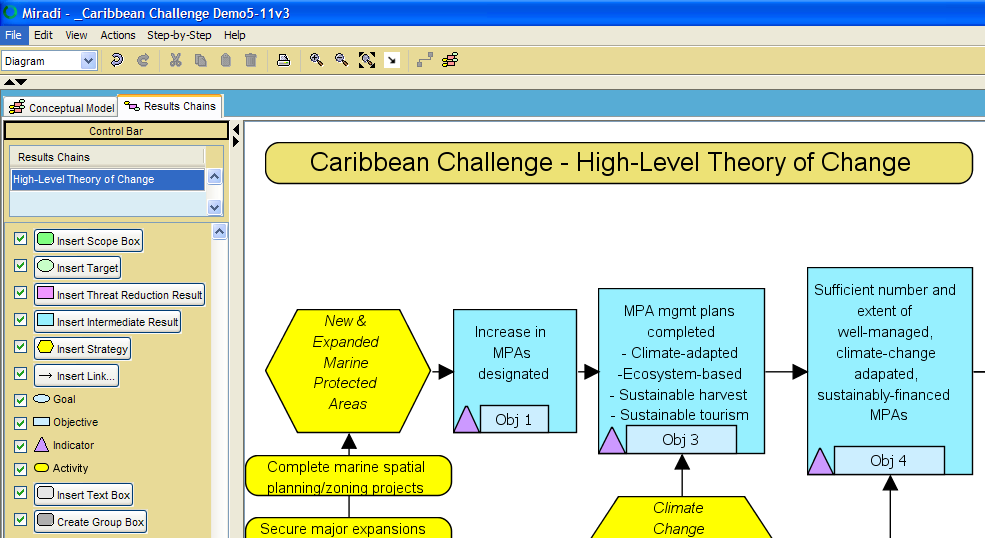 Miradi - _Caribbean Challenge Demo5-11v3
File Edit View Actions Step-by-Step Help
Diagram
Conceptual Model
Results Chains
Control Bar
Results Chains
High-Level Theory of Change
Insert Scope Box
Insert Target
Insert Threat Reduction Result
Insert Intermediate Result
Insert Strategy
Insert Link...
Goal
Objective
Indicator
Activity
Insert Text Box
Create Group Box
Caribbean Challenge - High-Level Theory of Change
New &
Expanded
Marine
Protected
Areas
Complete marine spatial
planning/zoning projects
Secure major expansions
Increase in
MPAs
designated
Obj 1
MPA mgmt plans
completed
- Climate-adapted
-Ecosystem-based
- Sustainable harvest
- Sustainable tourism
Obj 3
Climate
Change
Sufficient number and
extent of
well-managed,
climate-change
adapated,
sustainably-financed
MPAs
Obj 4